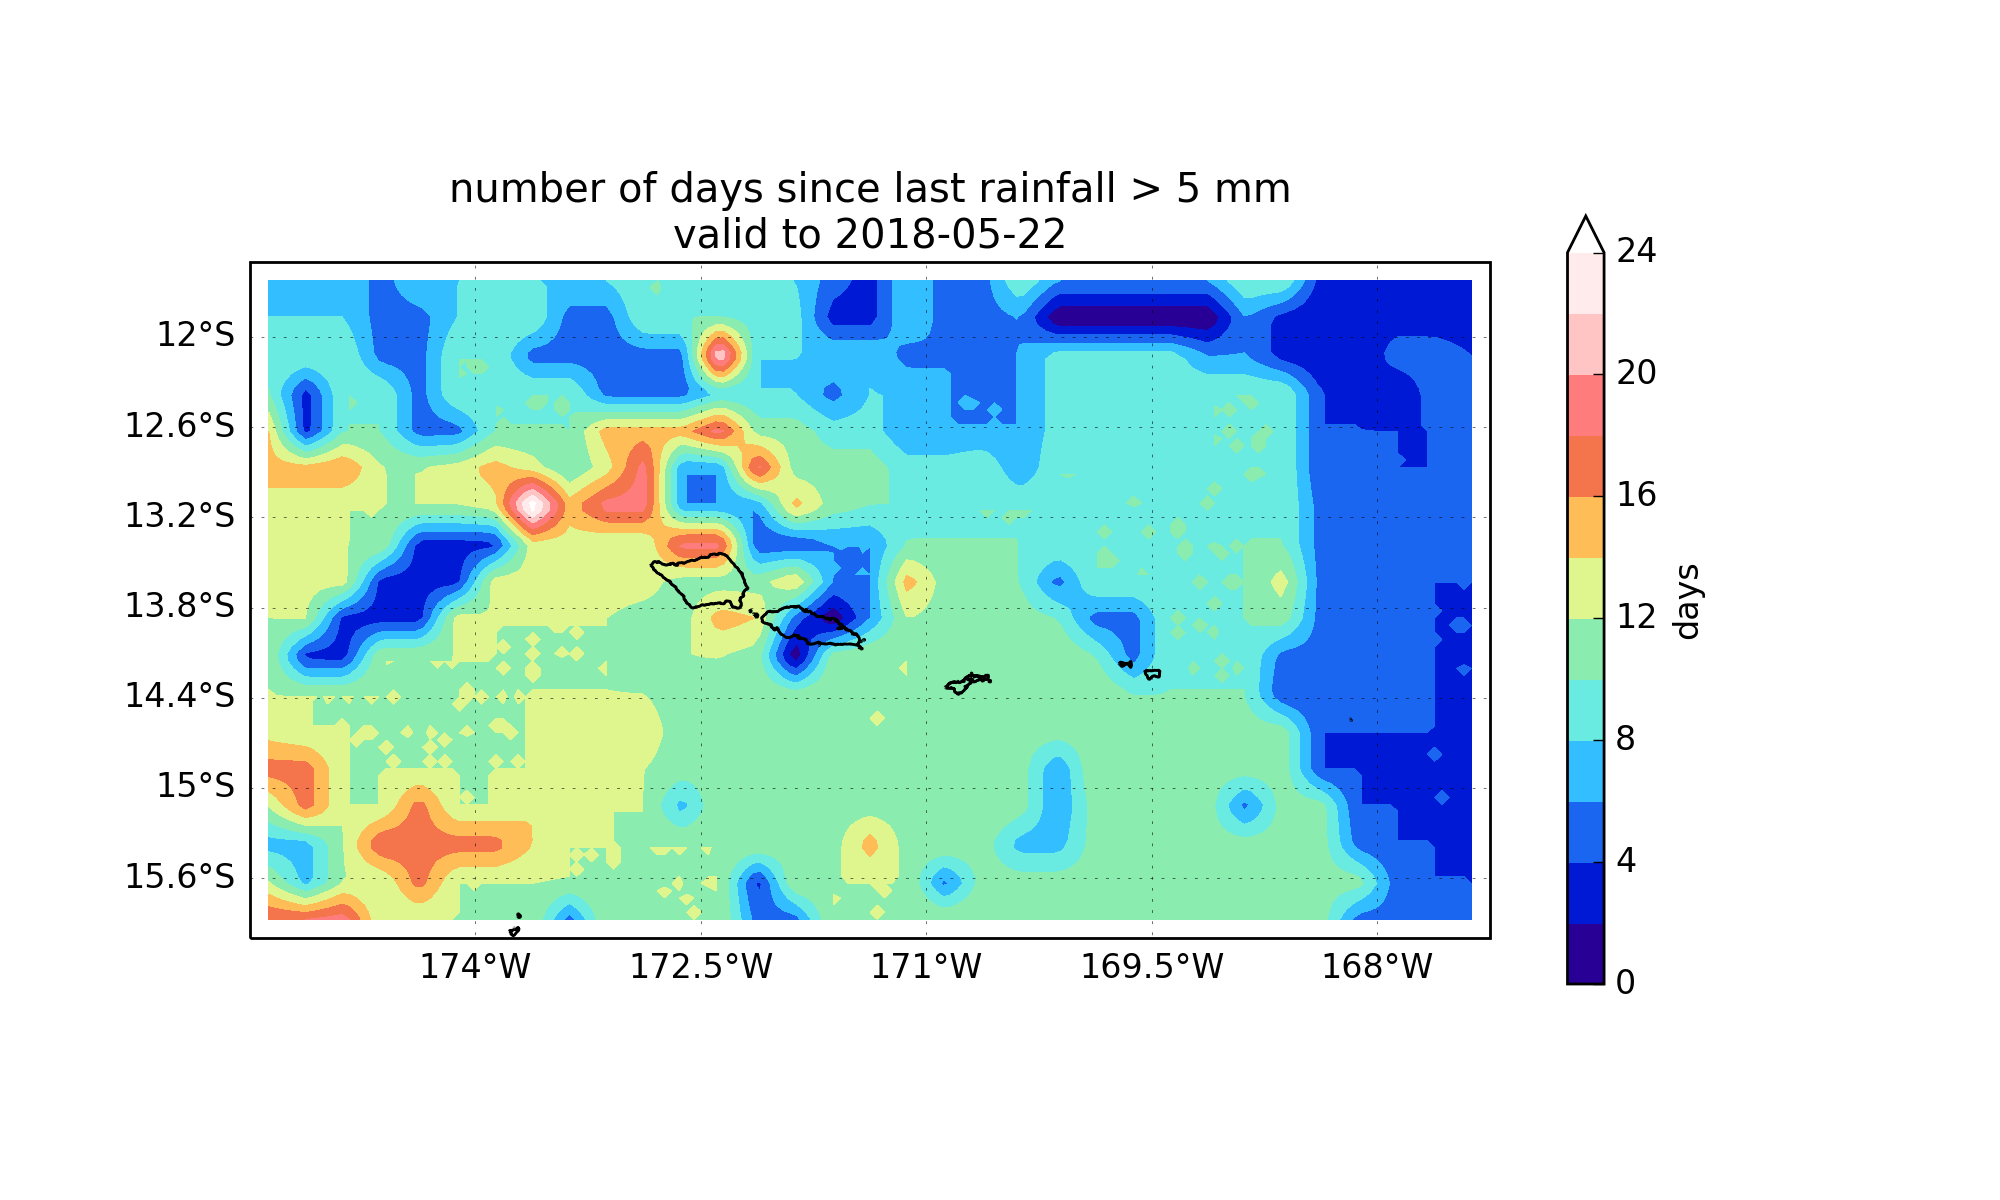 number of days since last rainfall > 5 mm
valid to 2018-05-22
12°S
12.6°S
13.2°S
13.8°S
14.4°S
15°S
15.6°S
174°W
172.5°W
171°W
169.5°W
168°W
24
20
16
12
8
4
0
days